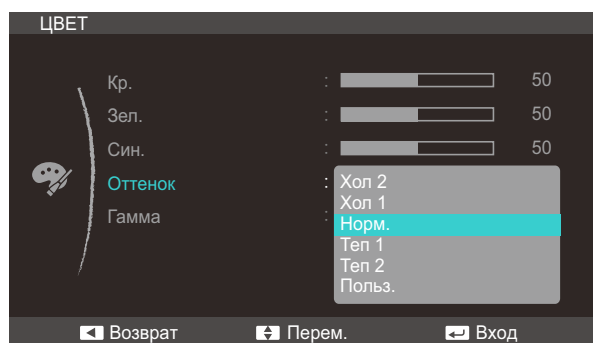 ЦВЕТ
Кр. : 50
Зел. : 50
Син. : 50
Оттенок : Хол 2
Хол 1
Гамма : Норм.
Теп 1
Теп 2
Польз.
Возврат Перем. Вход